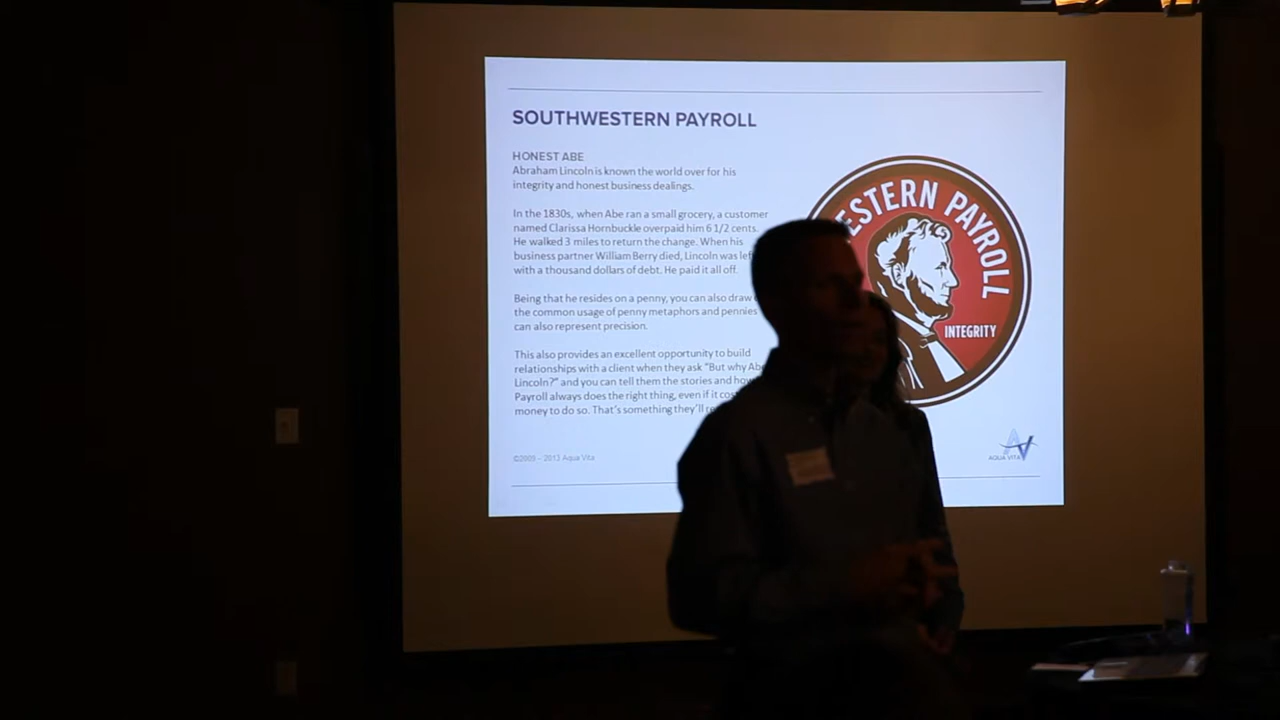 SOUTHWESTERN PAYROLL
HONEST ABE
Abraham Lincoln is known the world over for his
integrity and honest business dealings.
In the 1830s, when Abe ran a small grocery, a customer
named Clarissa Hornbuckle overpaid him 6 1/2 cents.
He walked 3 miles to return the change. When his
business partner William Berry died, Lincoln was lef
with a thousand dollars of debt. He paid it all off.
Being that he resides on a penny, you can also draw
the common usage of penny metaphors and pennies
can also represent precision.
This also provides an excellent opportunity to build
relationships with a client when they ask "But why Ab
Lincoln?" and you can tell them the stories and how
Payroll always does the right thing, even if it cos
money to do so. That's something they'll re
©2009 – 2013 Aqua Vita
ESTERN PAYROLL
INTEGRITY
AV
AQUA VITA